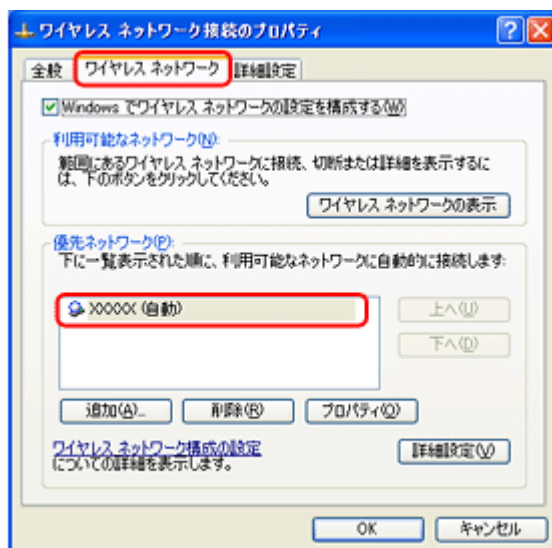 ワイヤレス ネットワーク接続のプロパティ
全般 ワイヤレス ネットワーク 詳細設定
Windows でワイヤレス ネットワークの設定を構成する(W)
利用可能なネットワーク(N):
範囲にあるワイヤレス ネットワークに接続、切断または詳細を表示するに
は、下のボタンをクリックしてください。
ワイヤレス ネットワークの表示
優先ネットワーク(P):
下に一覧表示された順に、利用可能なネットワークに自動的に接続します:
XXXXX (自動)
上へ(U)
下へ(D)
追加(A)... 削除(R) プロパティ(O)
ワイヤレス ネットワーク構成の設定
についての詳細を表示します。
詳細設定(V)
OK キャンセル